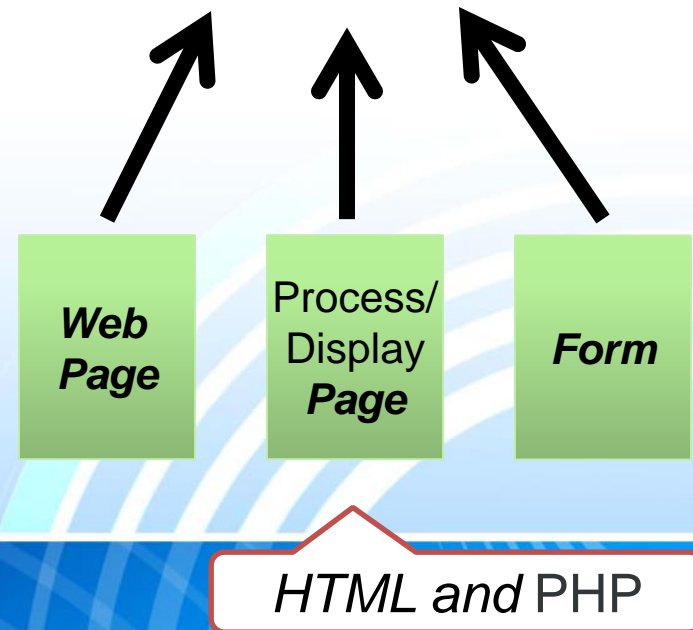 Web
Page
Process/
Display
Page
Form
HTML and PHP